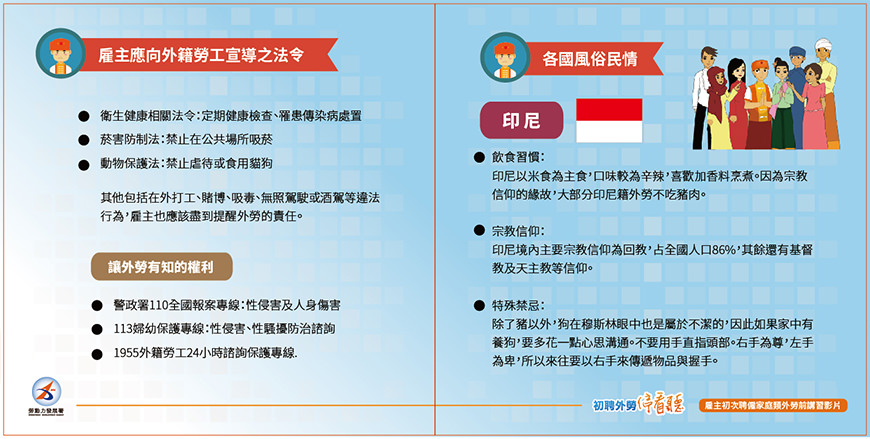 雇主應向外籍勞工宣導之法令
● 衛生健康相關法令：定期健康檢查、罹患傳染病處置
● 菸害防制法：禁止在公共場所吸菸
● 動物保護法：禁止虐待或食用貓狗
其他包括在外打工、賭博、吸毒、無照駕駛或酒駕等違法
行為，雇主也應該盡到提醒外勞的責任。
讓外勞有知的權利
● 警政署110全國報案專線：性侵害及人身傷害
● 113婦幼保護專線：性侵害、性騷擾防治諮詢
● 1955外籍勞工24小時諮詢保護專線.
勞動力發展署
各國風俗民情
印尼
● 飲食習慣：
印尼以米食為主食，口味較為辛辣，喜歡加香料烹煮。因為宗教
信仰的緣故，大部分印尼籍外勞不吃豬肉。
● 宗教信仰：
印尼境內主要宗教信仰為回教，占全國人口86%，其餘還有基督
教及天主教等信仰。
● 特殊禁忌：
除了豬以外，狗在穆斯林眼中也是屬於不潔的，因此如果家中有
養狗，要多花一點心思溝通。不要用手直指頭部。右手為尊，左手
為卑，所以來往要以右手來傳遞物品與握手。
初聘外勞停看聽
雇主初次聘僱家庭類外勞前講習影片